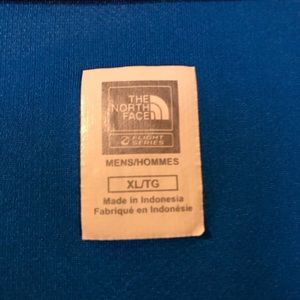 THE
NORTH
FACE
FLIGHT
SERIES
MENS/HOMMES
XL/TG
Made in Indonesia
Fabriqué en Indonésie